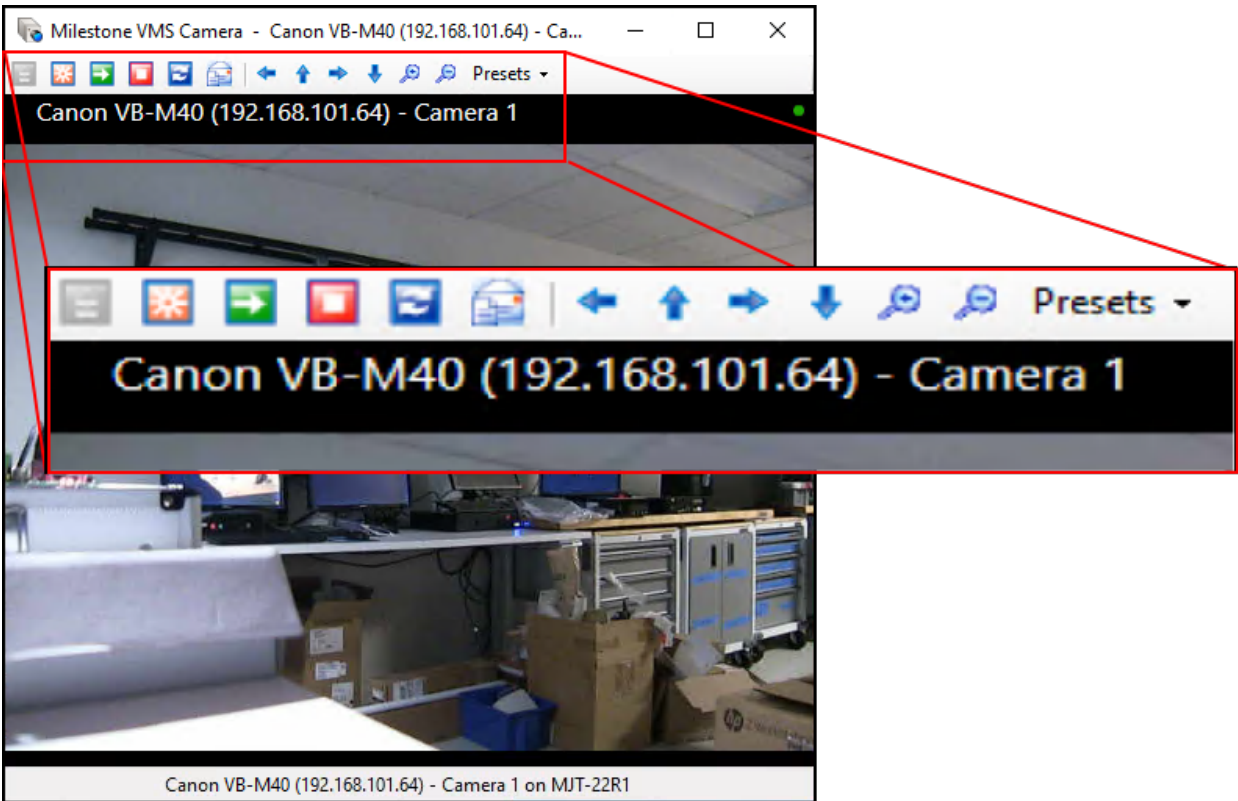 Milestone VMS Camera - Canon VB-M40 (192.168.101.64) - Ca...
Presets
Canon VB-M40 (192.168.101.64) - Camera 1
Presets
Canon VB-M40 (192.168.101.64) - Camera 1
hp
Canon VB-M40 (192.168.101.64) - Camera 1 on MJT-22R1